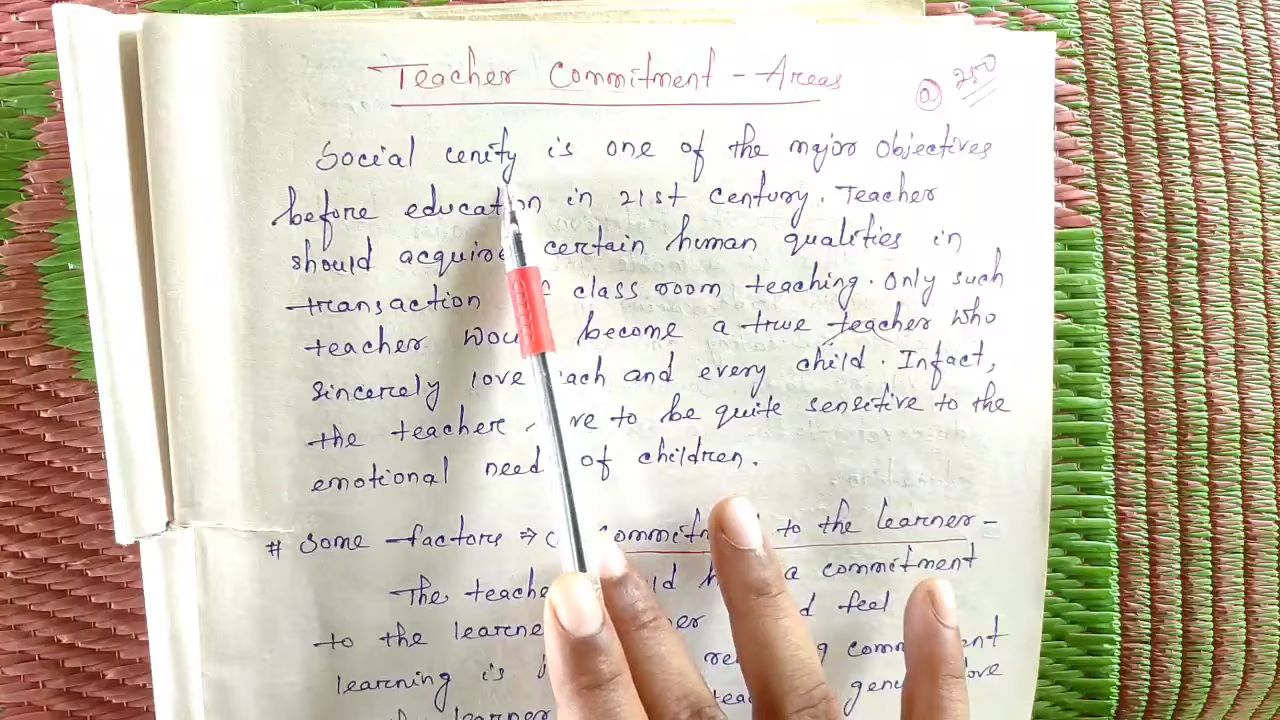 Teacher Commitment - Areas
a 250
Social cenity is one of the major objectives
before education in 21st century. Teacher
should acquire certain human qualities in
transaction class room teaching. Only such
teacher become a true teacher who
sincerely love and every child. Infact,
the teachers to be quite sensitive to the
emotional need of children.
# Some factors ⇒ to the learner -
The a commitment
to the feel
learning is
love
learner